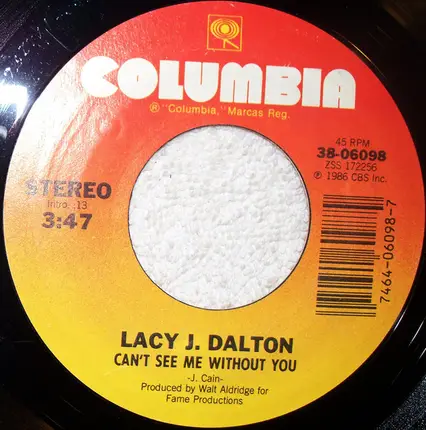 COLUMBIA
® "Columbia," Marcas Reg.
45 RPM
38-06098
ZSS 172256
℗ 1986 CBS Inc.
STEREO
Intro. :13
3:47
7464-06098-7
LACY J. DALTON
CAN'T SEE ME WITHOUT YOU
-J. Cain-
Produced by Walt Aldridge for
Fame Productions